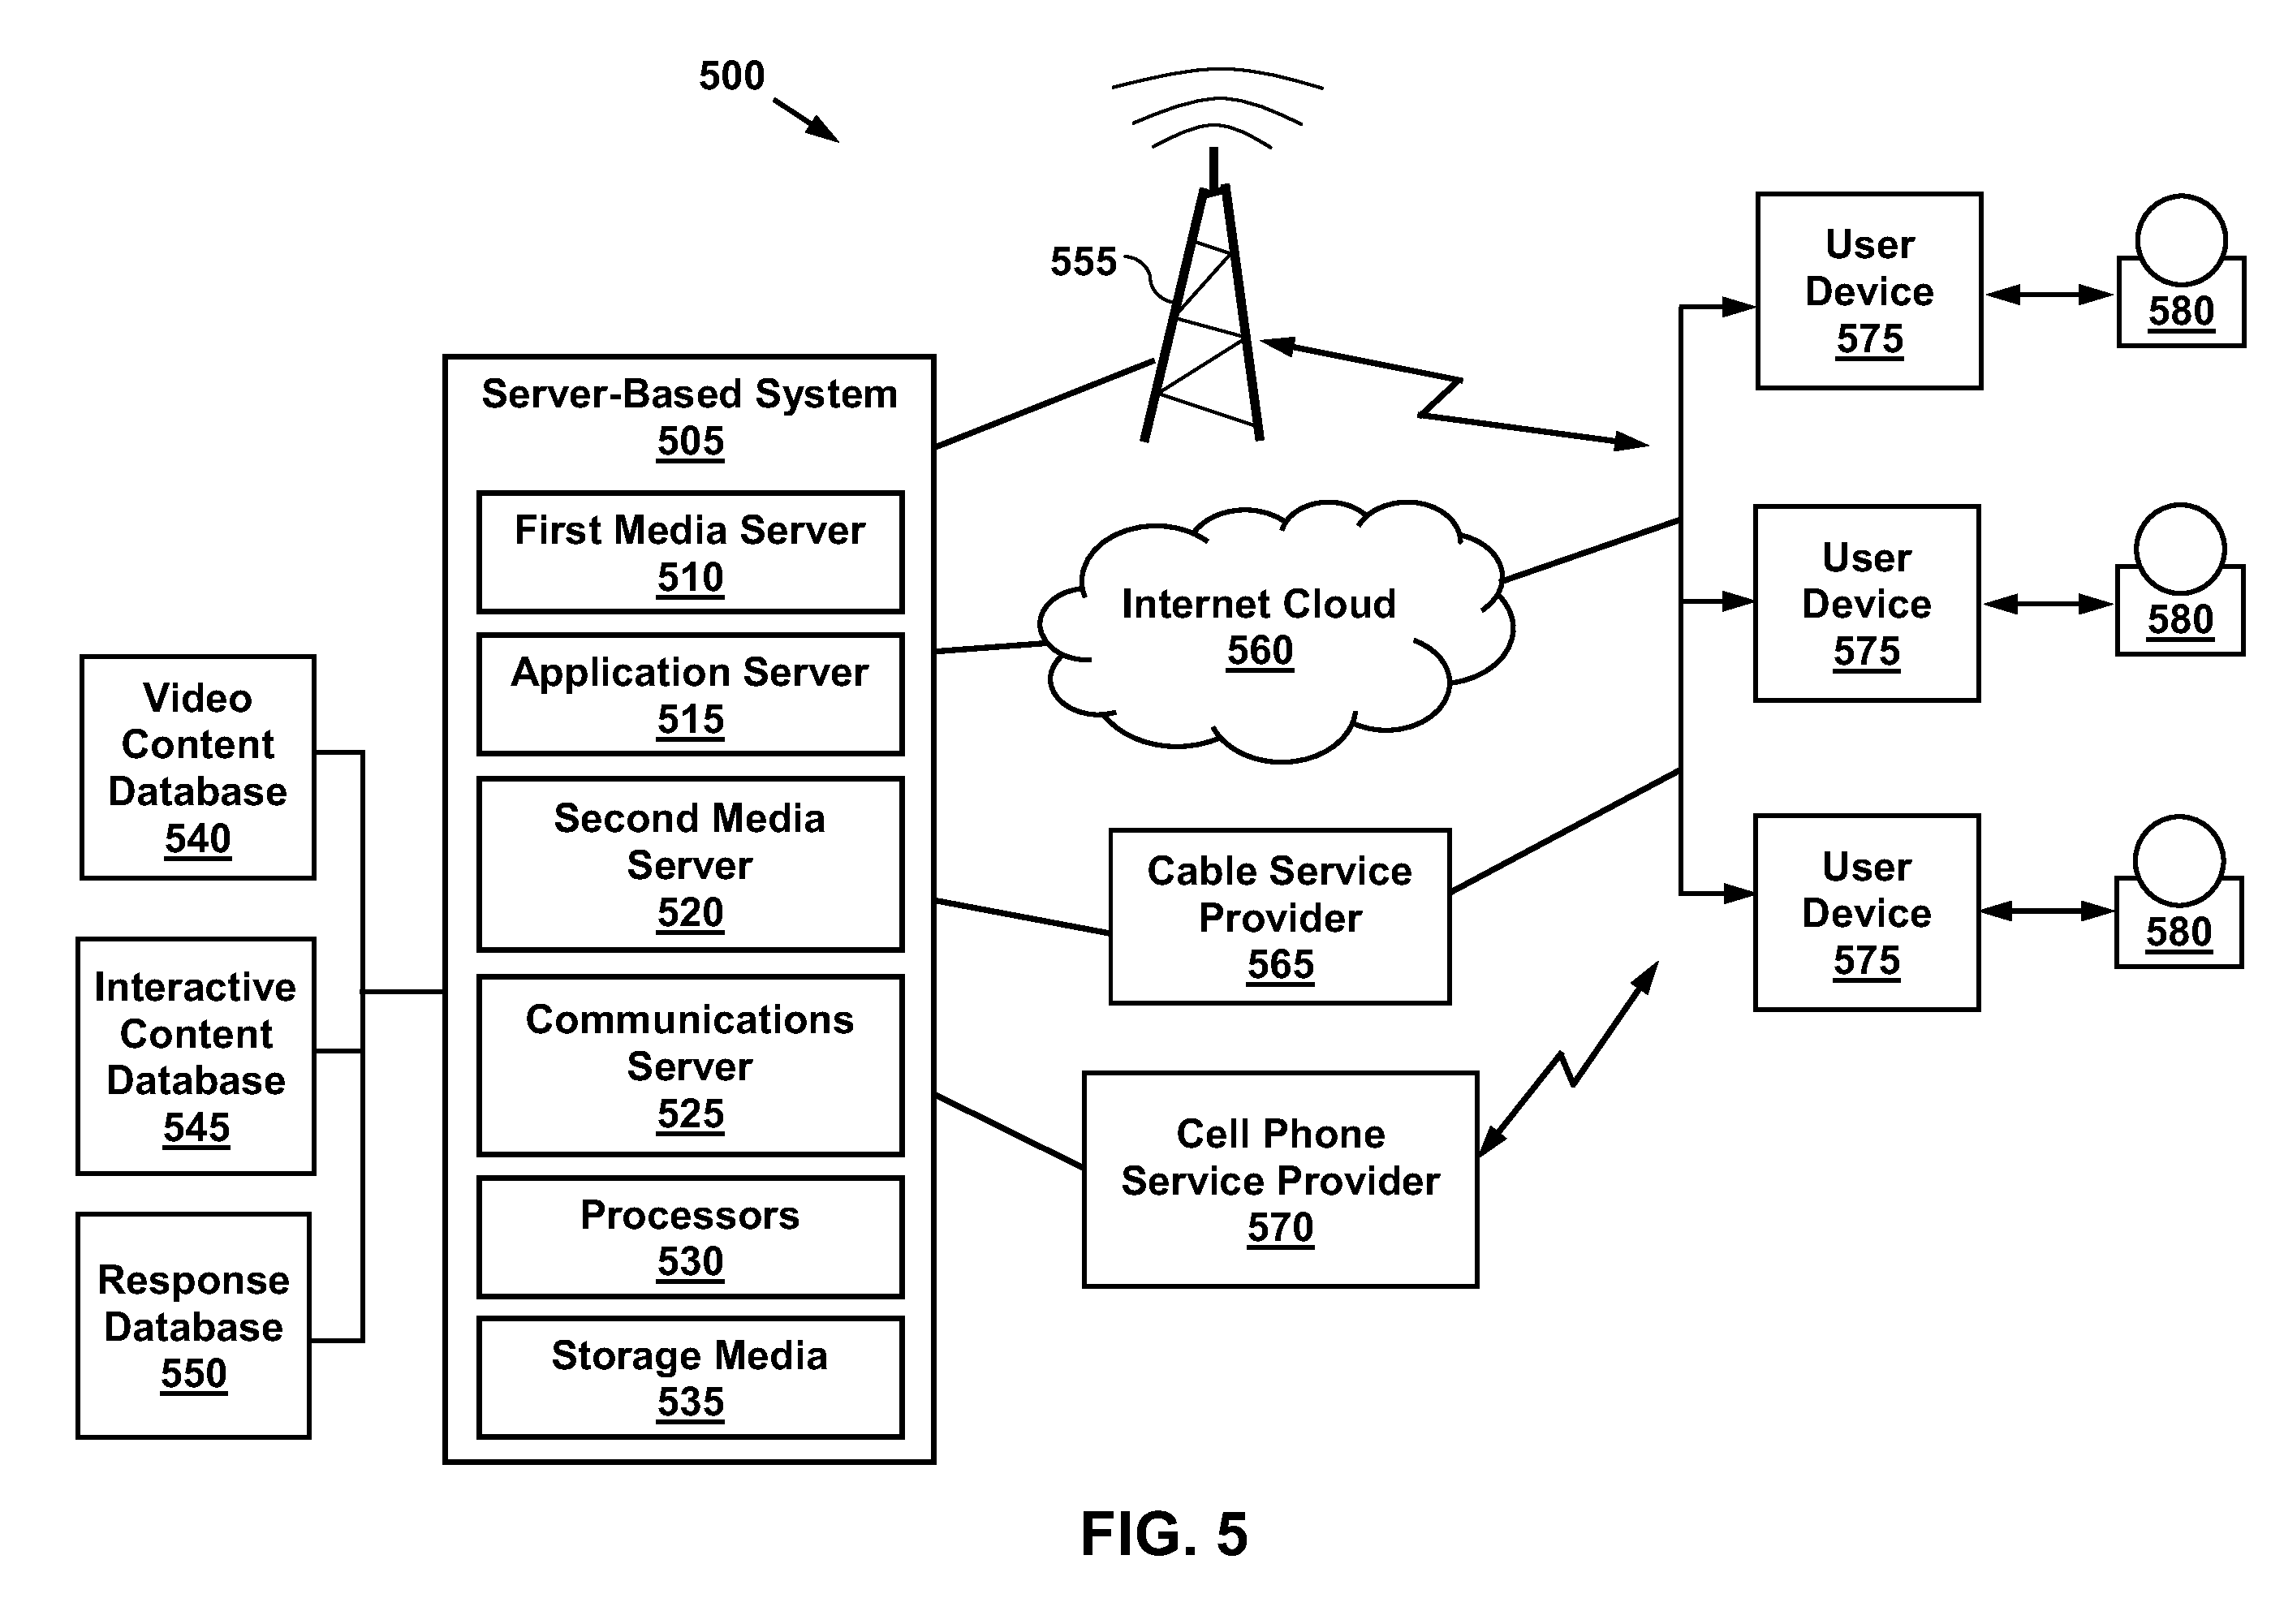 500
555
Server-Based System
505
First Media Server
510
Application Server
515
Second Media
Server
520
Communications
Server
525
Processors
530
Storage Media
535
Video
Content
Database
540
Interactive
Content
Database
545
Response
Database
550
Internet Cloud
560
Cable Service
Provider
565
Cell Phone
Service Provider
570
User
Device
575
580
User
Device
575
580
User
Device
575
580
FIG. 5